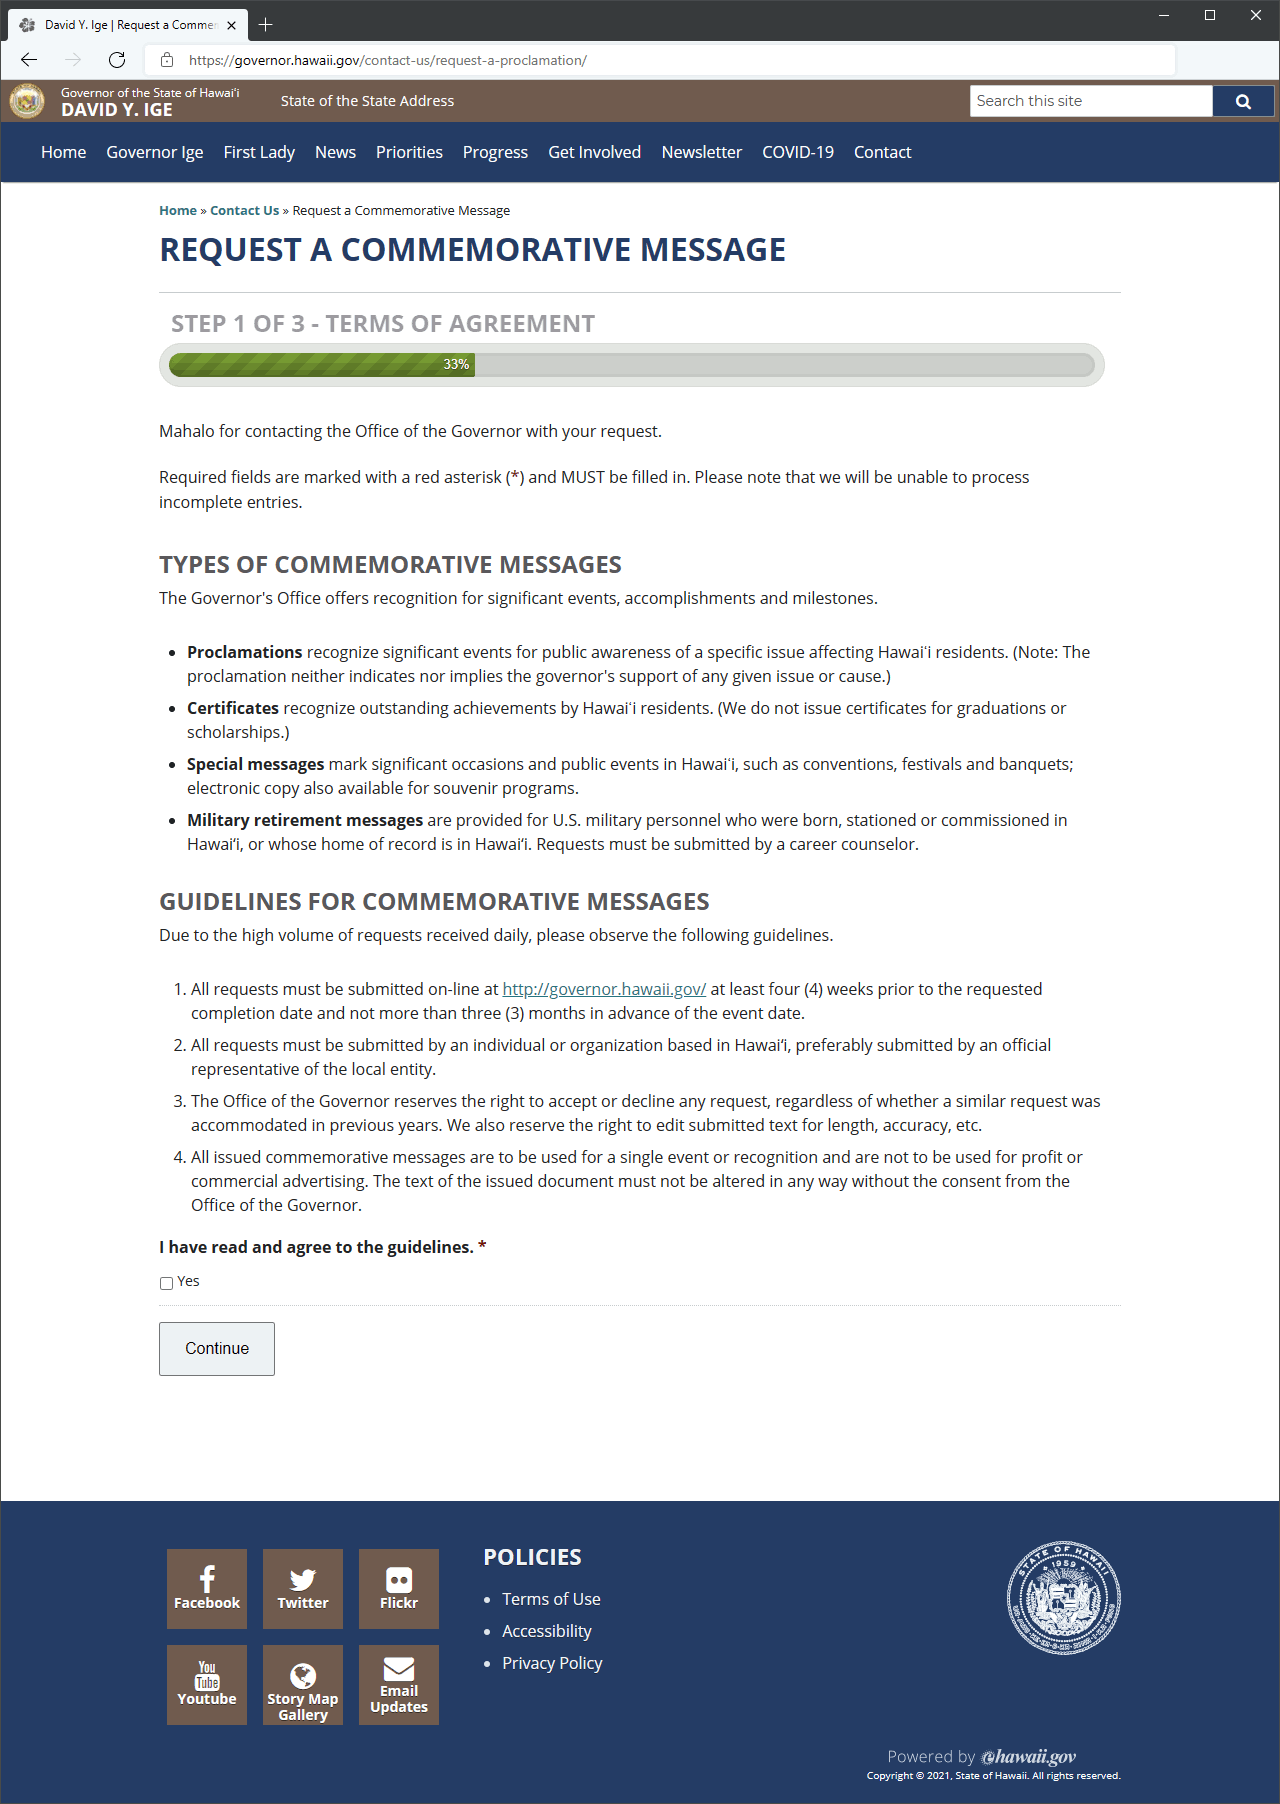 David Y. Ige | Request a Commen
https://governor.hawaii.gov/contact-us/request-a-proclamation/
Governor of the State of Hawaiʻi
DAVID Y. IGE
State of the State Address
Search this site
Home Governor Ige First Lady News Priorities Progress Get Involved Newsletter COVID-19 Contact
Home » Contact Us » Request a Commemorative Message
REQUEST A COMMEMORATIVE MESSAGE
STEP 1 OF 3 - TERMS OF AGREEMENT
33%
Mahalo for contacting the Office of the Governor with your request.
Required fields are marked with a red asterisk (*) and MUST be filled in. Please note that we will be unable to process
incomplete entries.
TYPES OF COMMEMORATIVE MESSAGES
The Governor's Office offers recognition for significant events, accomplishments and milestones.
• Proclamations recognize significant events for public awareness of a specific issue affecting Hawaiʻi residents. (Note: The
proclamation neither indicates nor implies the governor's support of any given issue or cause.)
• Certificates recognize outstanding achievements by Hawaiʻi residents. (We do not issue certificates for graduations or
scholarships.)
• Special messages mark significant occasions and public events in Hawaiʻi, such as conventions, festivals and banquets;
electronic copy also available for souvenir programs.
• Military retirement messages are provided for U.S. military personnel who were born, stationed or commissioned in
Hawaiʻi, or whose home of record is in Hawaiʻi. Requests must be submitted by a career counselor.
GUIDELINES FOR COMMEMORATIVE MESSAGES
Due to the high volume of requests received daily, please observe the following guidelines.
1. All requests must be submitted on-line at http://governor.hawaii.gov/ at least four (4) weeks prior to the requested
completion date and not more than three (3) months in advance of the event date.
2. All requests must be submitted by an individual or organization based in Hawaiʻi, preferably submitted by an official
representative of the local entity.
3. The Office of the Governor reserves the right to accept or decline any request, regardless of whether a similar request was
accommodated in previous years. We also reserve the right to edit submitted text for length, accuracy, etc.
4. All issued commemorative messages are to be used for a single event or recognition and are not to be used for profit or
commercial advertising. The text of the issued document must not be altered in any way without the consent from the
Office of the Governor.
I have read and agree to the guidelines. *
Yes
Continue
Facebook
Twitter
Flickr
You
Tube
Youtube
Story Map
Gallery
Email
Updates
POLICIES
• Terms of Use
• Accessibility
• Privacy Policy
STATE OF HAWAII
1959
Powered by ehawaii.gov
Copyright © 2021, State of Hawaii. All rights reserved.